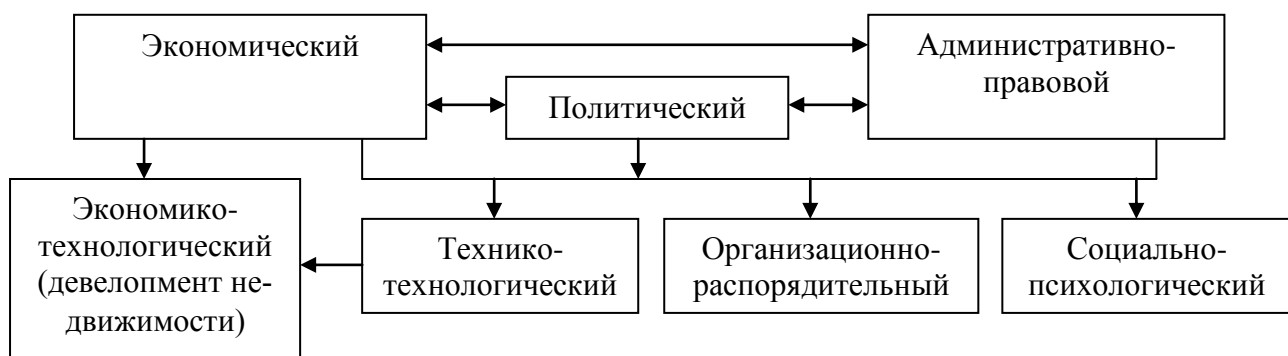 Экономический
Административно-
правовой
Политический
Экономико-
технологический
(девелопмент не-
движимости)
Технико-
технологический
Организационно-
распорядительный
Социально-
психологический